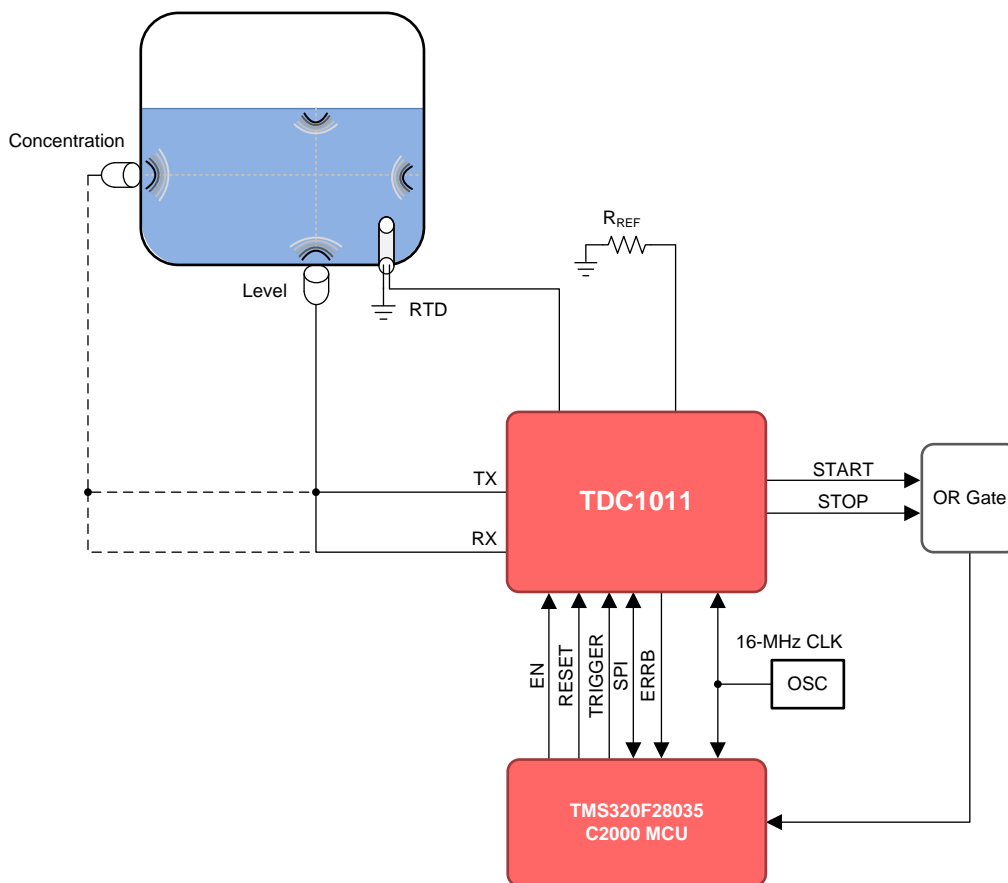 Concentration
R_REF
Level
RTD
TX
START
TDC1011
STOP
OR Gate
RX
EN
RESET
TRIGGER
SPI
ERRB
16-MHz CLK
OSC
TMS320F28035
C2000 MCU